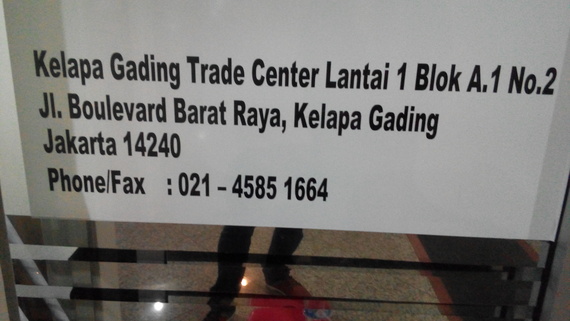 Kelapa Gading Trade Center Lantai 1 Blok A.1 No.2
Jl. Boulevard Barat Raya, Kelapa Gading
Jakarta 14240
Phone/Fax : 021 – 4585 1664